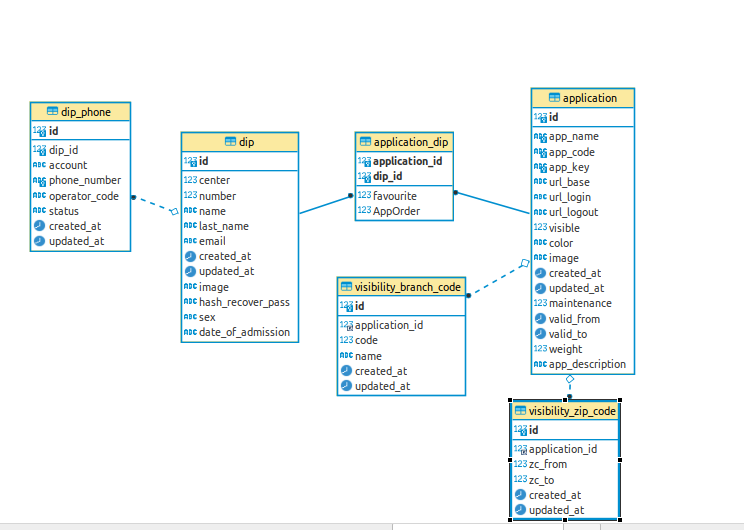 dip_phone
123 id
123 dip_id
ABC account
ABC phone_number
ABC operator_code
ABC status
created_at
updated_at
dip
123 id
123 center
123 number
ABC name
ABC last_name
ABC email
created_at
updated_at
ABC image
ABC hash_recover_pass
ABC sex
ABC date_of_admission
application_dip
123 application_id
123 dip_id
123 favourite
123 AppOrder
application
123 id
ABC app_name
ABC app_code
ABC app_key
ABC url_base
ABC url_login
ABC url_logout
123 visible
ABC color
ABC image
created_at
updated_at
123 maintenance
valid_from
valid_to
123 weight
ABC app_description
visibility_branch_code
123 id
123 application_id
123 code
ABC name
created_at
updated_at
visibility_zip_code
123 id
123 application_id
123 zc_from
123 zc_to
created_at
updated_at